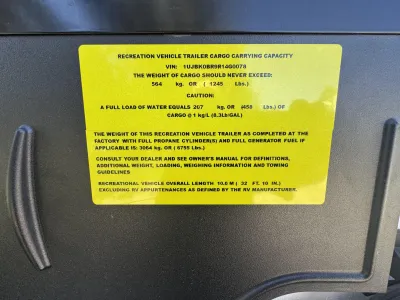 RECREATION VEHICLE TRAILER CARGO CARRYING CAPACITY
VIN: 1UJBK0BR9R14G0078
THE WEIGHT OF CARGO SHOULD NEVER EXCEED:
564 kg. OR ( 1245 Lbs.)
CAUTION:
A FULL LOAD OF WATER EQUALS 207 kg. OR (458 Lbs.) OF
CARGO @ 1 kg/L (8.3Lb/GAL)
THE WEIGHT OF THIS RECREATION VEHICLE TRAILER AS COMPLETED AT THE
FACTORY WITH FULL PROPANE CYLINDER(S) AND FULL GENERATOR FUEL IF
APPLICABLE IS: 3064 kg. OR ( 6755 Lbs.)
CONSULT YOUR DEALER AND SEE OWNER'S MANUAL FOR DEFINITIONS,
ADDITIONAL WEIGHT, LOADING, WEIGHING INFORMATION AND TOWING
GUIDELINES
RECREATIONAL VEHICLE OVERALL LENGTH 10.0 M ( 32 FT. 10 IN.)
EXCLUDING RV APPURTENANCES AS DEFINED BY THE RV MANUFACTURER.